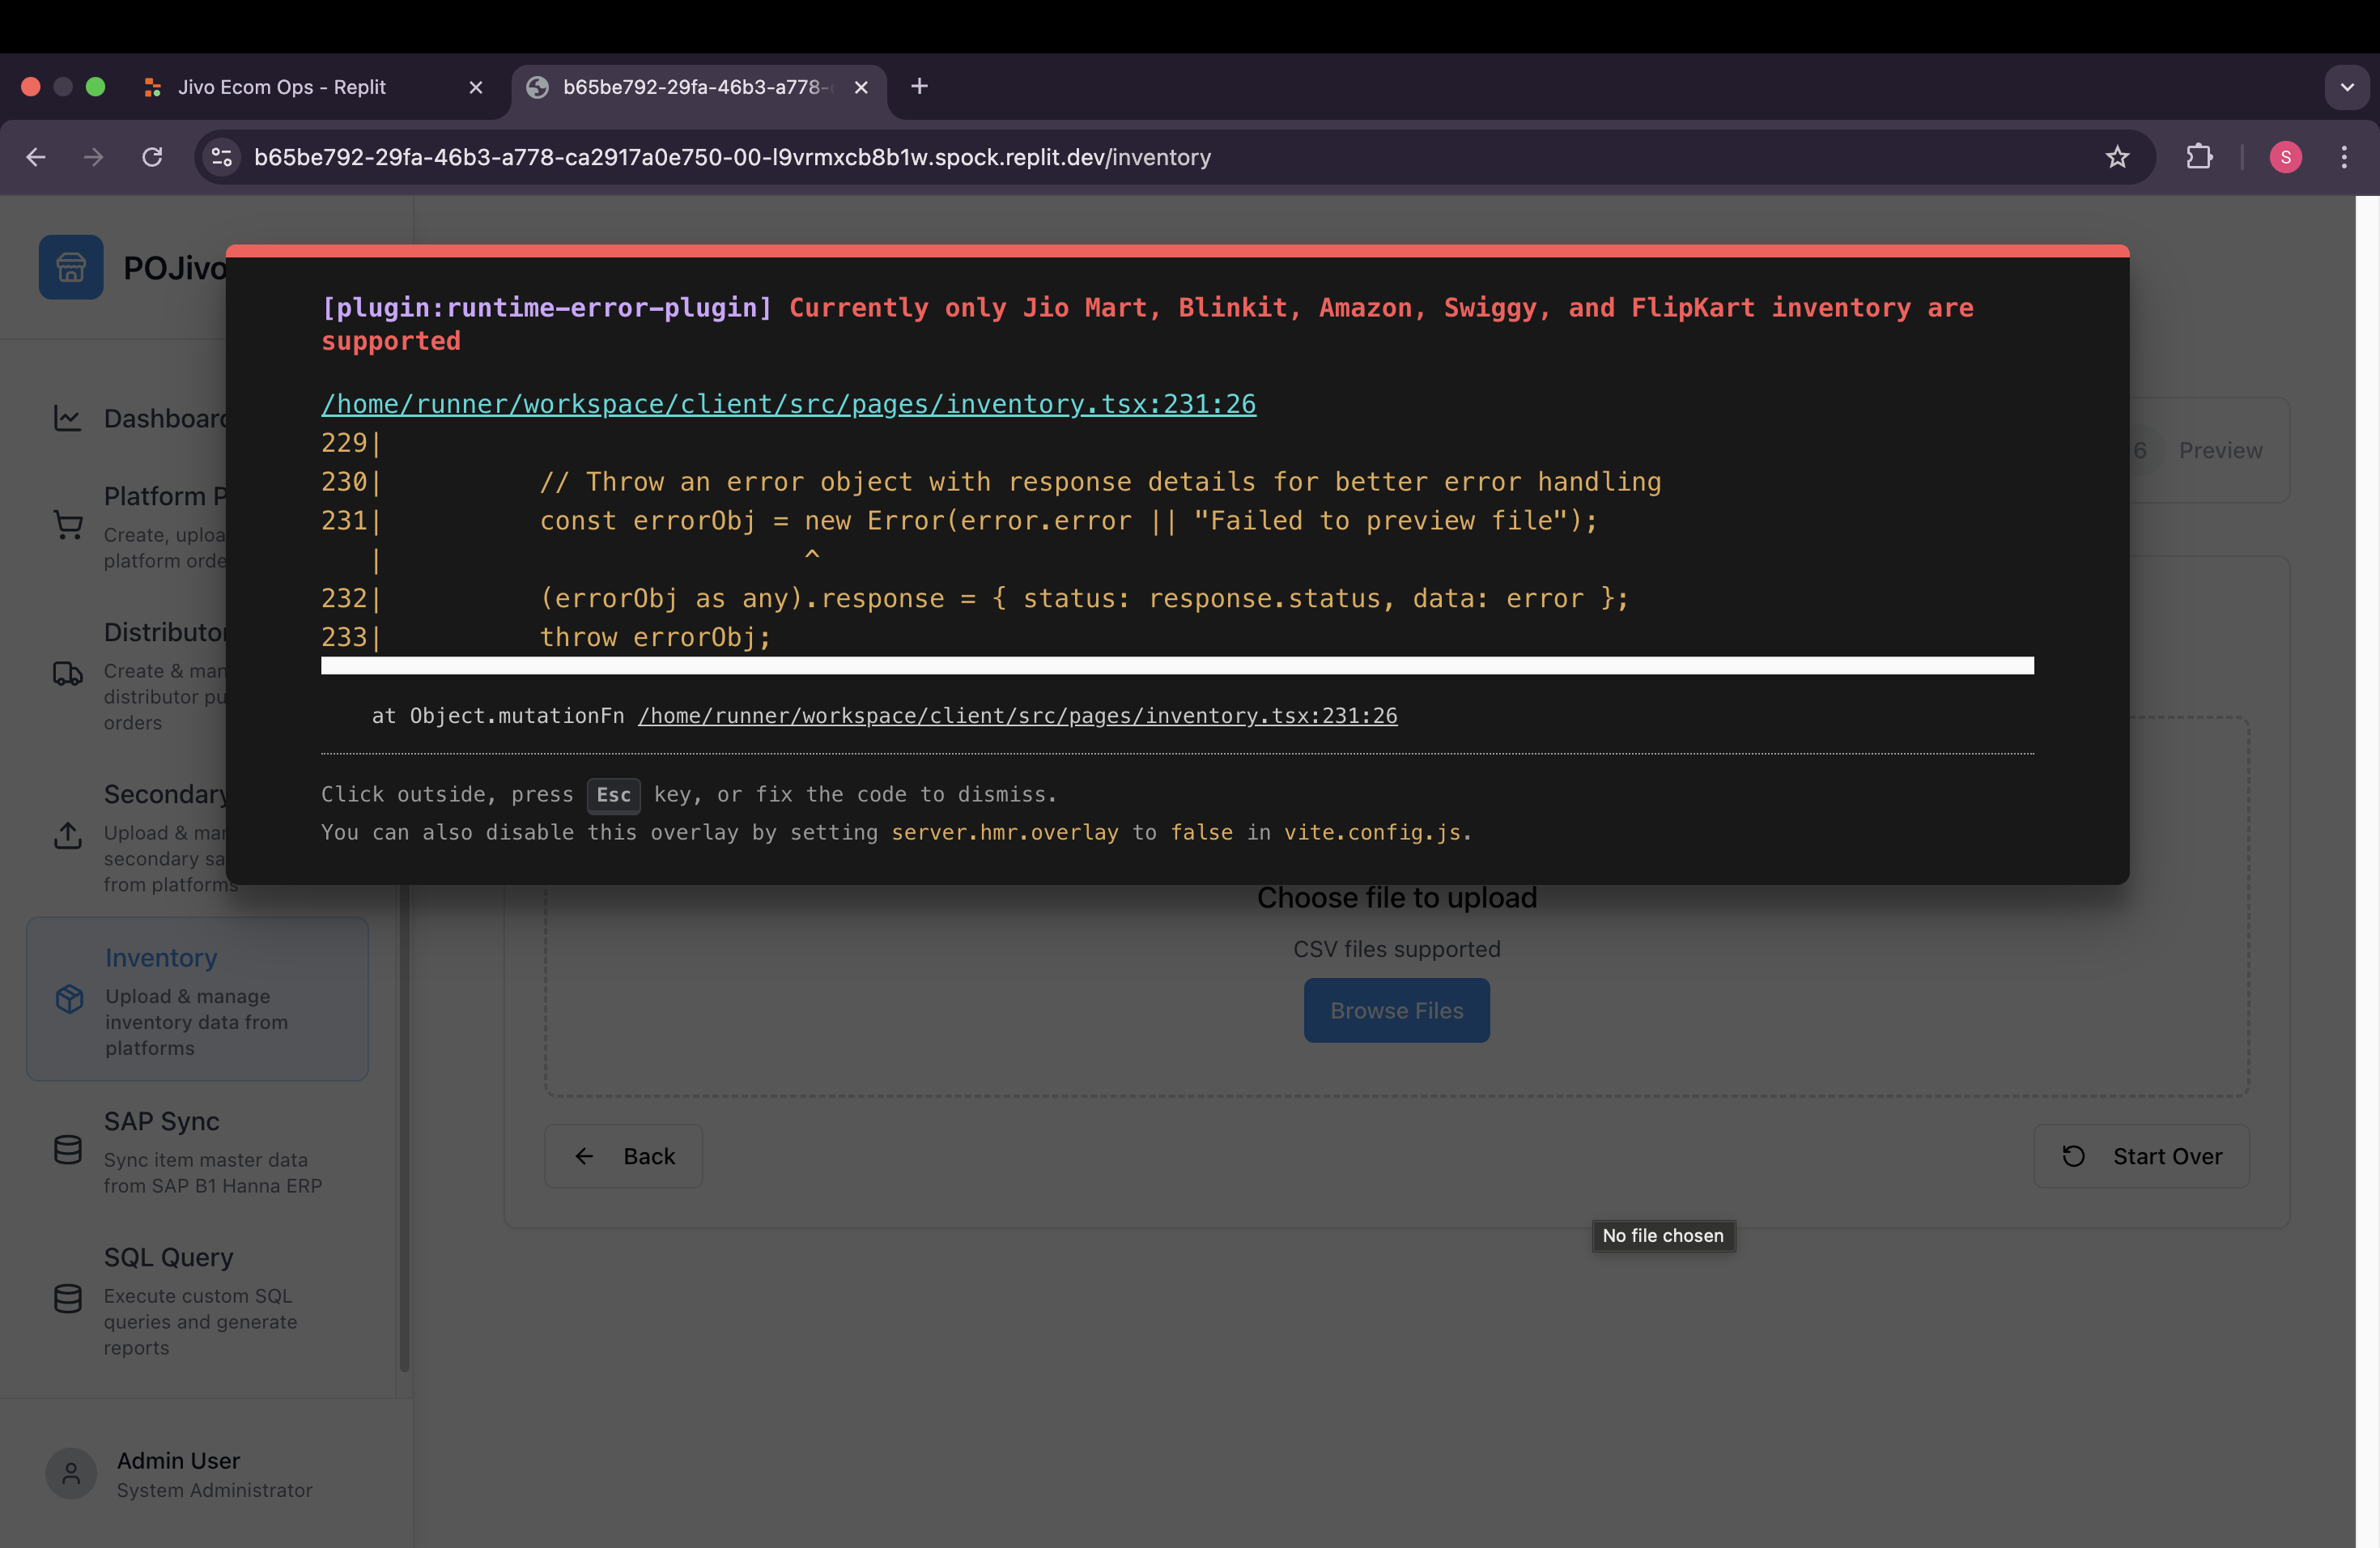 Jivo Ecom Ops - Replit
b65be792-29fa-46b3-a778-
b65be792-29fa-46b3-a778-ca2917a0e750-00-l9vrmxcb8b1w.spock.replit.dev/inventory
S
POJivo
[plugin:runtime-error-plugin] Currently only Jio Mart, Blinkit, Amazon, Swiggy, and FlipKart inventory are
supported
/home/runner/workspace/client/src/pages/inventory.tsx:231:26
229|
230| // Throw an error object with response details for better error handling
231| const errorObj = new Error(error.error || "Failed to preview file");
| ^
232| (errorObj as any).response = { status: response.status, data: error };
233| throw errorObj;
at Object.mutationFn /home/runner/workspace/client/src/pages/inventory.tsx:231:26
Click outside, press Esc key, or fix the code to dismiss.
You can also disable this overlay by setting server.hmr.overlay to false in vite.config.js.
Dashboard
Platform P
Create, uploa
platform orde
Distributor
Create & man
distributor pu
orders
Secondary
Upload & man
secondary sa
from platforms
Inventory
Upload & manage
inventory data from
platforms
SAP Sync
Sync item master data
from SAP B1 Hanna ERP
SQL Query
Execute custom SQL
queries and generate
reports
Admin User
System Administrator
6 Preview
Choose file to upload
CSV files supported
Browse Files
Back
Start Over
No file chosen